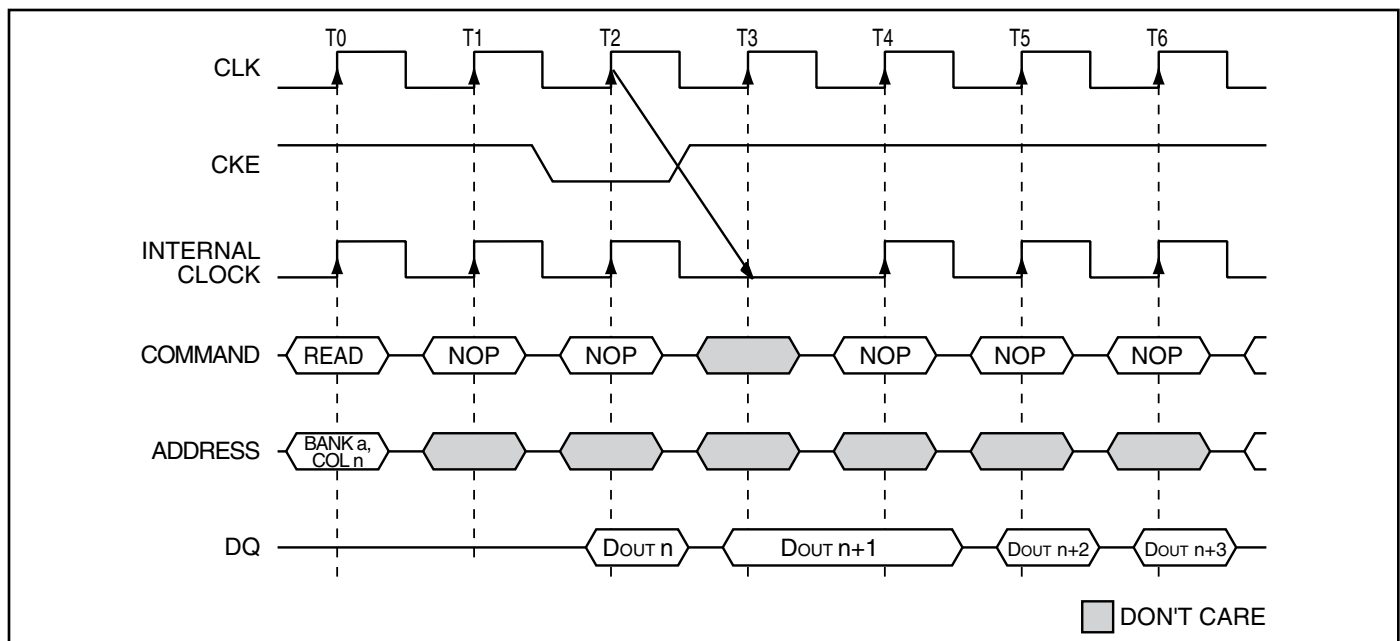 T0 T1 T2 T3 T4 T5 T6
CLK
CKE
INTERNAL
CLOCK
COMMAND READ NOP NOP NOP NOP NOP
ADDRESS BANK a,
COL n
DQ DOUT n DOUT n+1 DOUT n+2 DOUT n+3
DON'T CARE